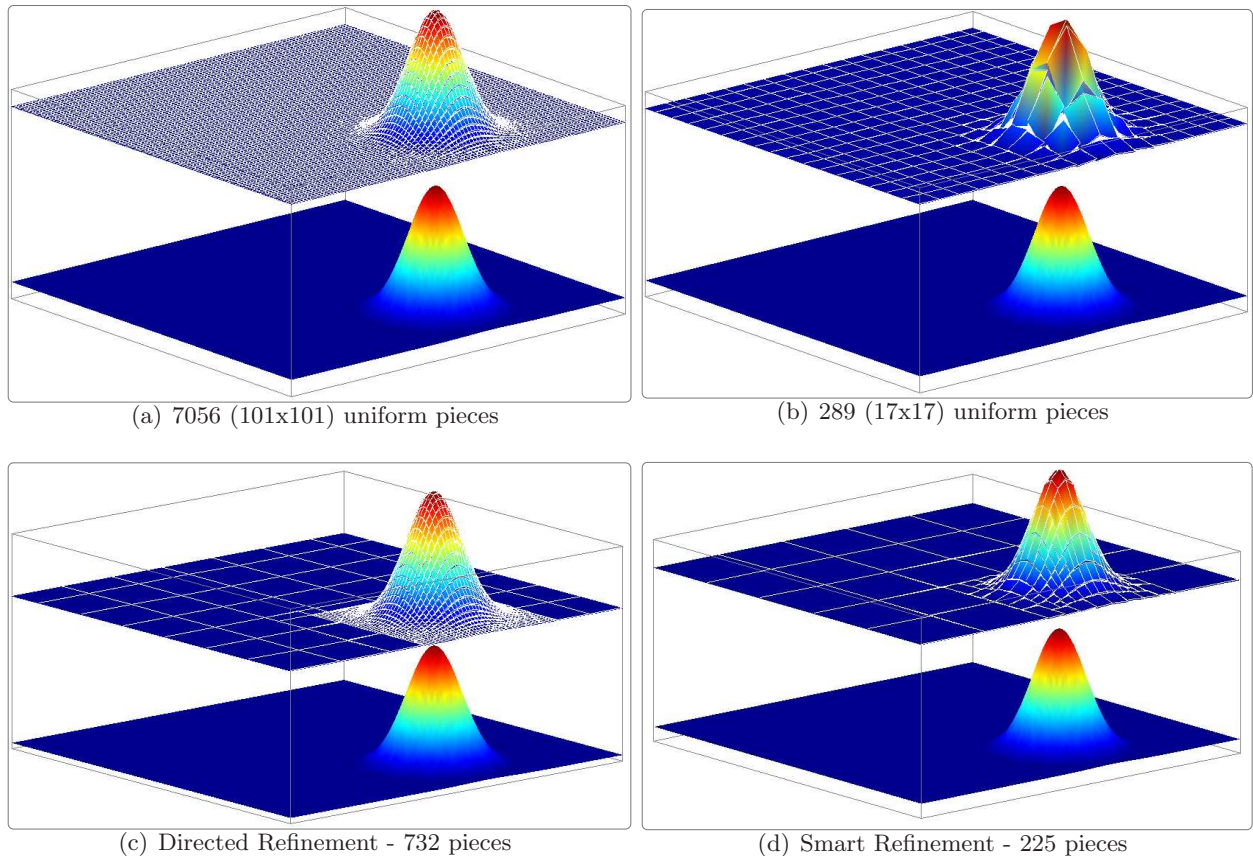 (a) 7056 (101x101) uniform pieces
(b) 289 (17x17) uniform pieces
(c) Directed Refinement - 732 pieces
(d) Smart Refinement - 225 pieces